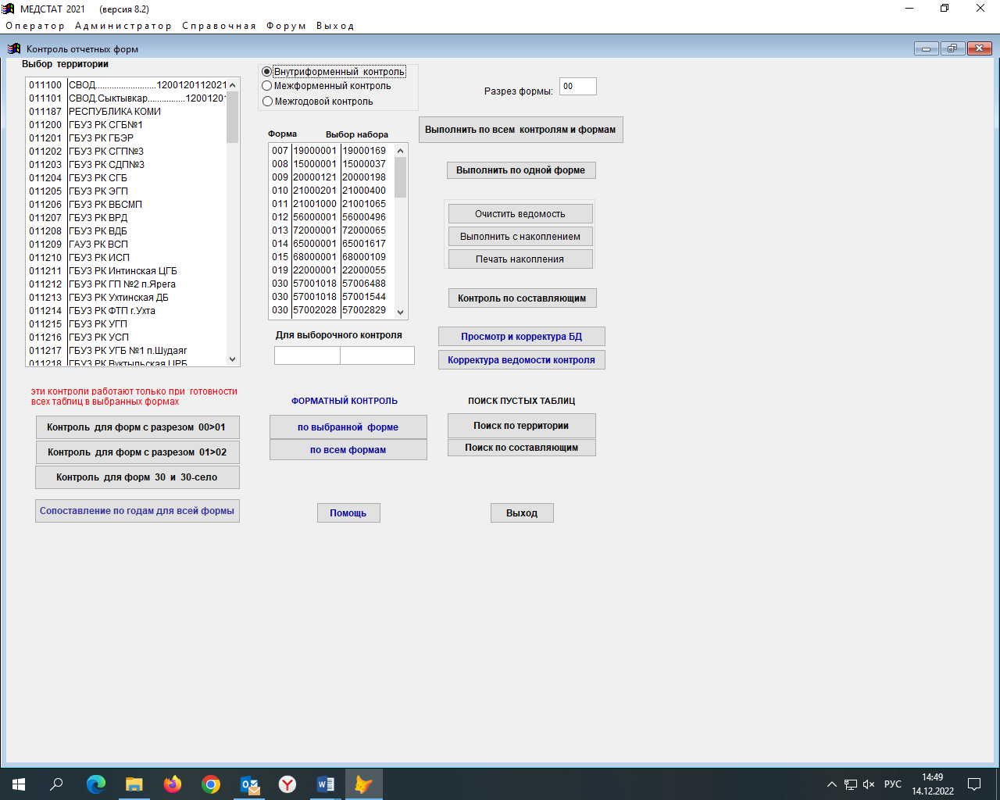 МЕДСТАТ 2021 (версия 8.2)
Оператор Администратор Справочная Форум Выход
Контроль отчетных форм
Выбор территории
011100 СВОД.........................1200120112021
011101 СВОД.Сыктывкар...............1200120
011187 РЕСПУБЛИКА КОМИ
011200 ГБУЗ РК СГБ№1
011201 ГБУЗ РК ГБЭР
011202 ГБУЗ РК СГП№3
011203 ГБУЗ РК СДП№3
011204 ГБУЗ РК СГБ
011205 ГБУЗ РК ЭГП
011206 ГБУЗ РК ВБСМП
011207 ГБУЗ РК ВРД
011208 ГБУЗ РК ВДБ
011209 ГАУЗ РК ВСП
011210 ГБУЗ РК ИСП
011211 ГБУЗ РК Интинская ЦГБ
011212 ГБУЗ РК ГП №2 п.Ярега
011213 ГБУЗ РК Ухтинская ДБ
011214 ГБУЗ РК ФТП г.Ухта
011215 ГБУЗ РК УГП
011216 ГБУЗ РК УСП
011217 ГБУЗ РК УГБ №1 п.Шудаяг
011218 ГБУЗ РК Вуктыльская ЦРБ
эти контроли работают только при готовности
всех таблиц в выбранных формах
Контроль для форм с разрезом 00>01
Контроль для форм с разрезом 01>02
Контроль для форм 30 и 30-село
Сопоставление по годам для всей формы
Внутриформенный контроль
Межформенный контроль
Межгодовой контроль
Форма Выбор набора
007 19000001 19000169
008 15000001 15000037
009 20000121 20000198
010 21000201 21000400
011 21001000 21001065
012 56000001 56000496
013 72000001 72000065
014 65000001 65001617
015 68000001 68000109
019 22000001 22000055
030 57001018 57006488
030 57001018 57001544
030 57002028 57002829
Для выборочного контроля
ФОРМАТНЫЙ КОНТРОЛЬ
по выбранной форме
по всем формам
Помощь
Разрез формы: 00
Выполнить по всем контролям и формам
Выполнить по одной форме
Очистить ведомость
Выполнить с накоплением
Печать накопления
Контроль по составляющим
Просмотр и корректура БД
Корректура ведомости контроля
ПОИСК ПУСТЫХ ТАБЛИЦ
Поиск по территории
Поиск по составляющим
Выход
РУС
14:49
14.12.2022